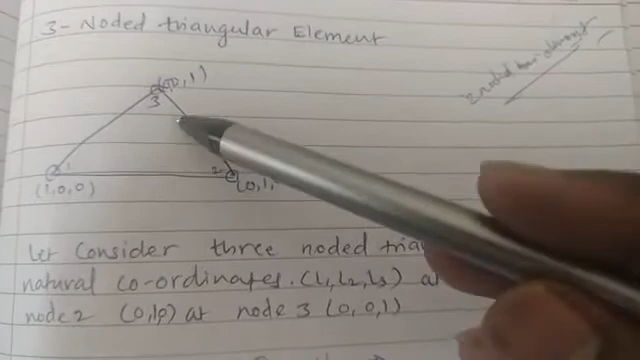 3-Noded triangular Element
(0,0,1)
3
1
2
(1,0,0)
(0,1,
Let Consider three noded tria
natural co-ordinates. (L1,L2,L3) at
node 2 (0,1,0) at node 3 (0,0,1)